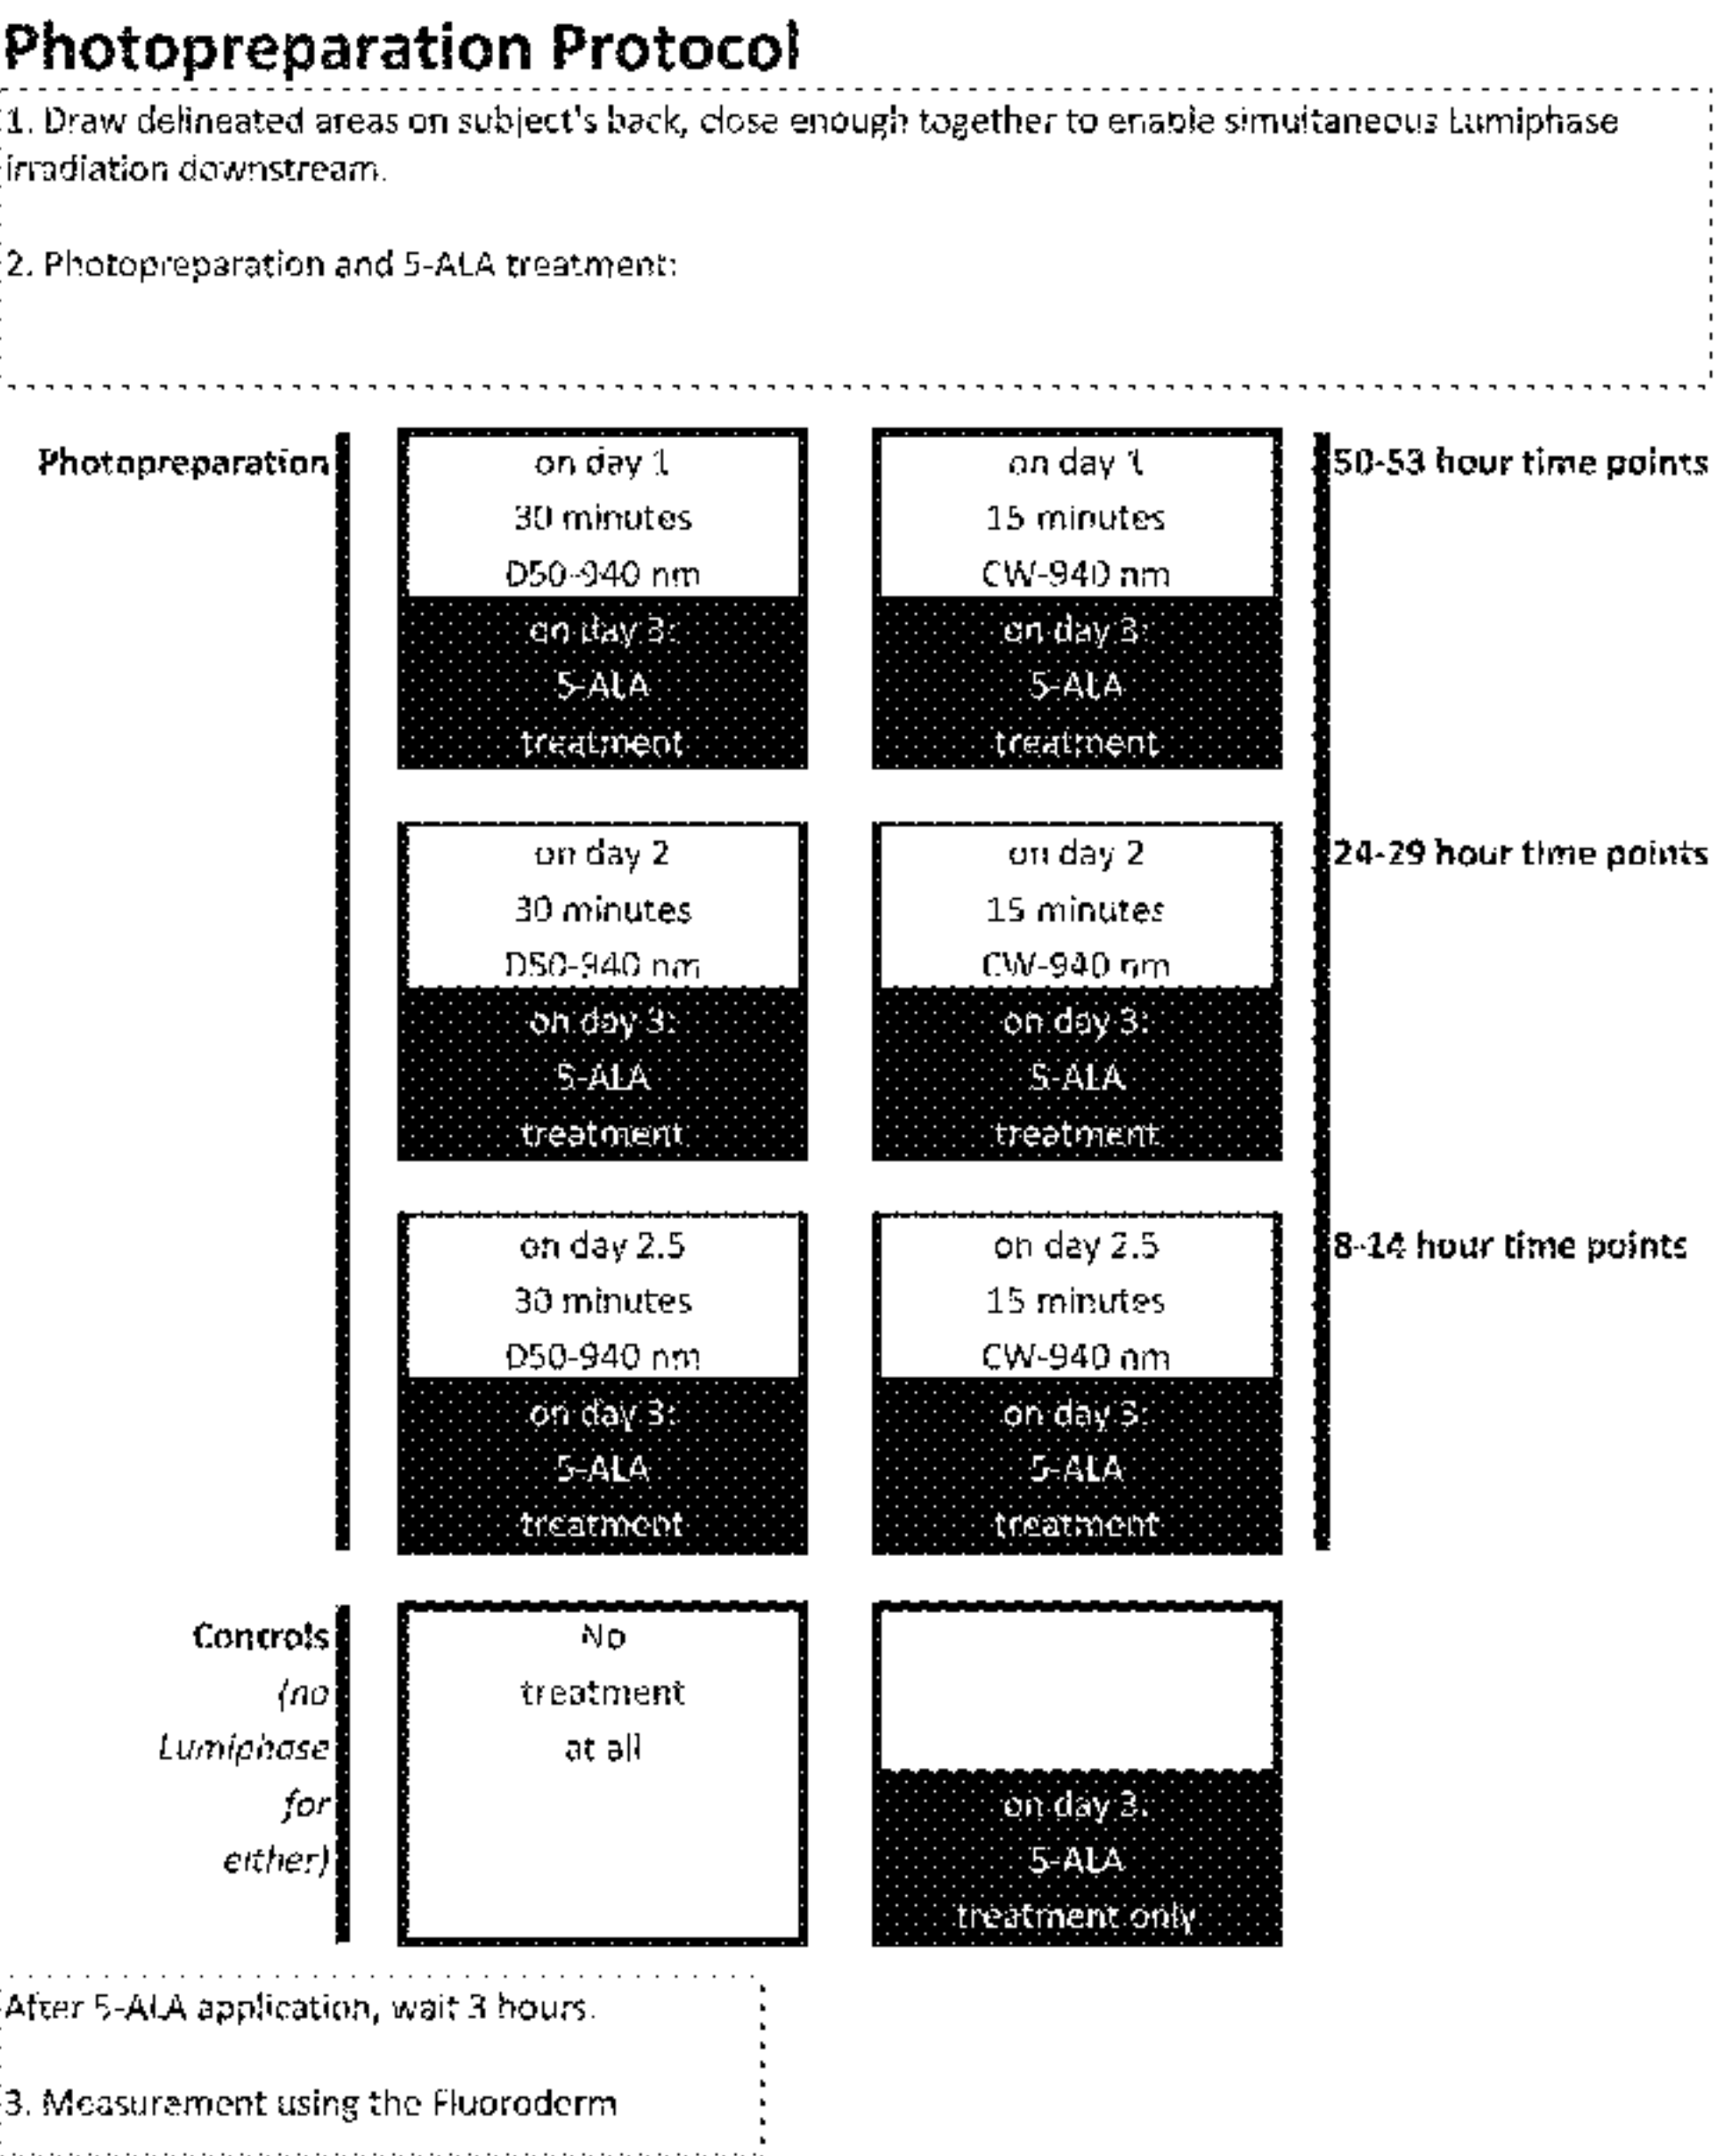 Photopreparation Protocol
1. Draw delineated areas on subject's back, close enough together to enable simultaneous Lumiphase
irradiation downstream.
2. Photopreparation and 5-ALA treatment:
Photopreparation
on day 1
30 minutes
D50-940 nm
on day 3:
5-ALA
treatment
on day 1
15 minutes
CW-940 nm
on day 3:
5-ALA
treatment
50-53 hour time points
on day 2
30 minutes
D50-940 nm
on day 3:
5-ALA
treatment
on day 2
15 minutes
CW-940 nm
on day 3:
5-ALA
treatment
24-29 hour time points
on day 2.5
30 minutes
D50-940 nm
on day 3:
5-ALA
treatment
on day 2.5
15 minutes
CW-940 nm
on day 3:
5-ALA
treatment
8-14 hour time points
Controls
(no
Lumiphase
for
either)
No
treatment
at all
on day 3:
5-ALA
treatment only
After 5-ALA application, wait 3 hours.
3. Measurement using the Fluoroderm